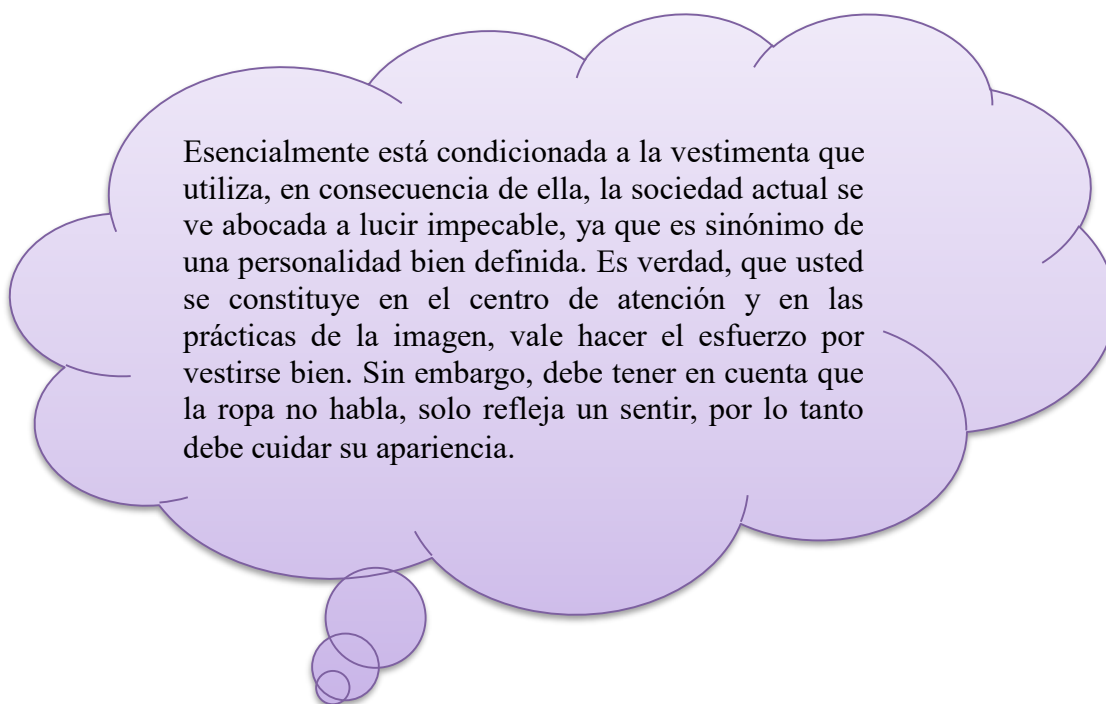 Esencialmente está condicionada a la vestimenta que
utiliza, en consecuencia de ella, la sociedad actual se
ve abocada a lucir impecable, ya que es sinónimo de
una personalidad bien definida. Es verdad, que usted
se constituye en el centro de atención y en las
prácticas de la imagen, vale hacer el esfuerzo por
vestirse bien. Sin embargo, debe tener en cuenta que
la ropa no habla, solo refleja un sentir, por lo tanto
debe cuidar su apariencia.